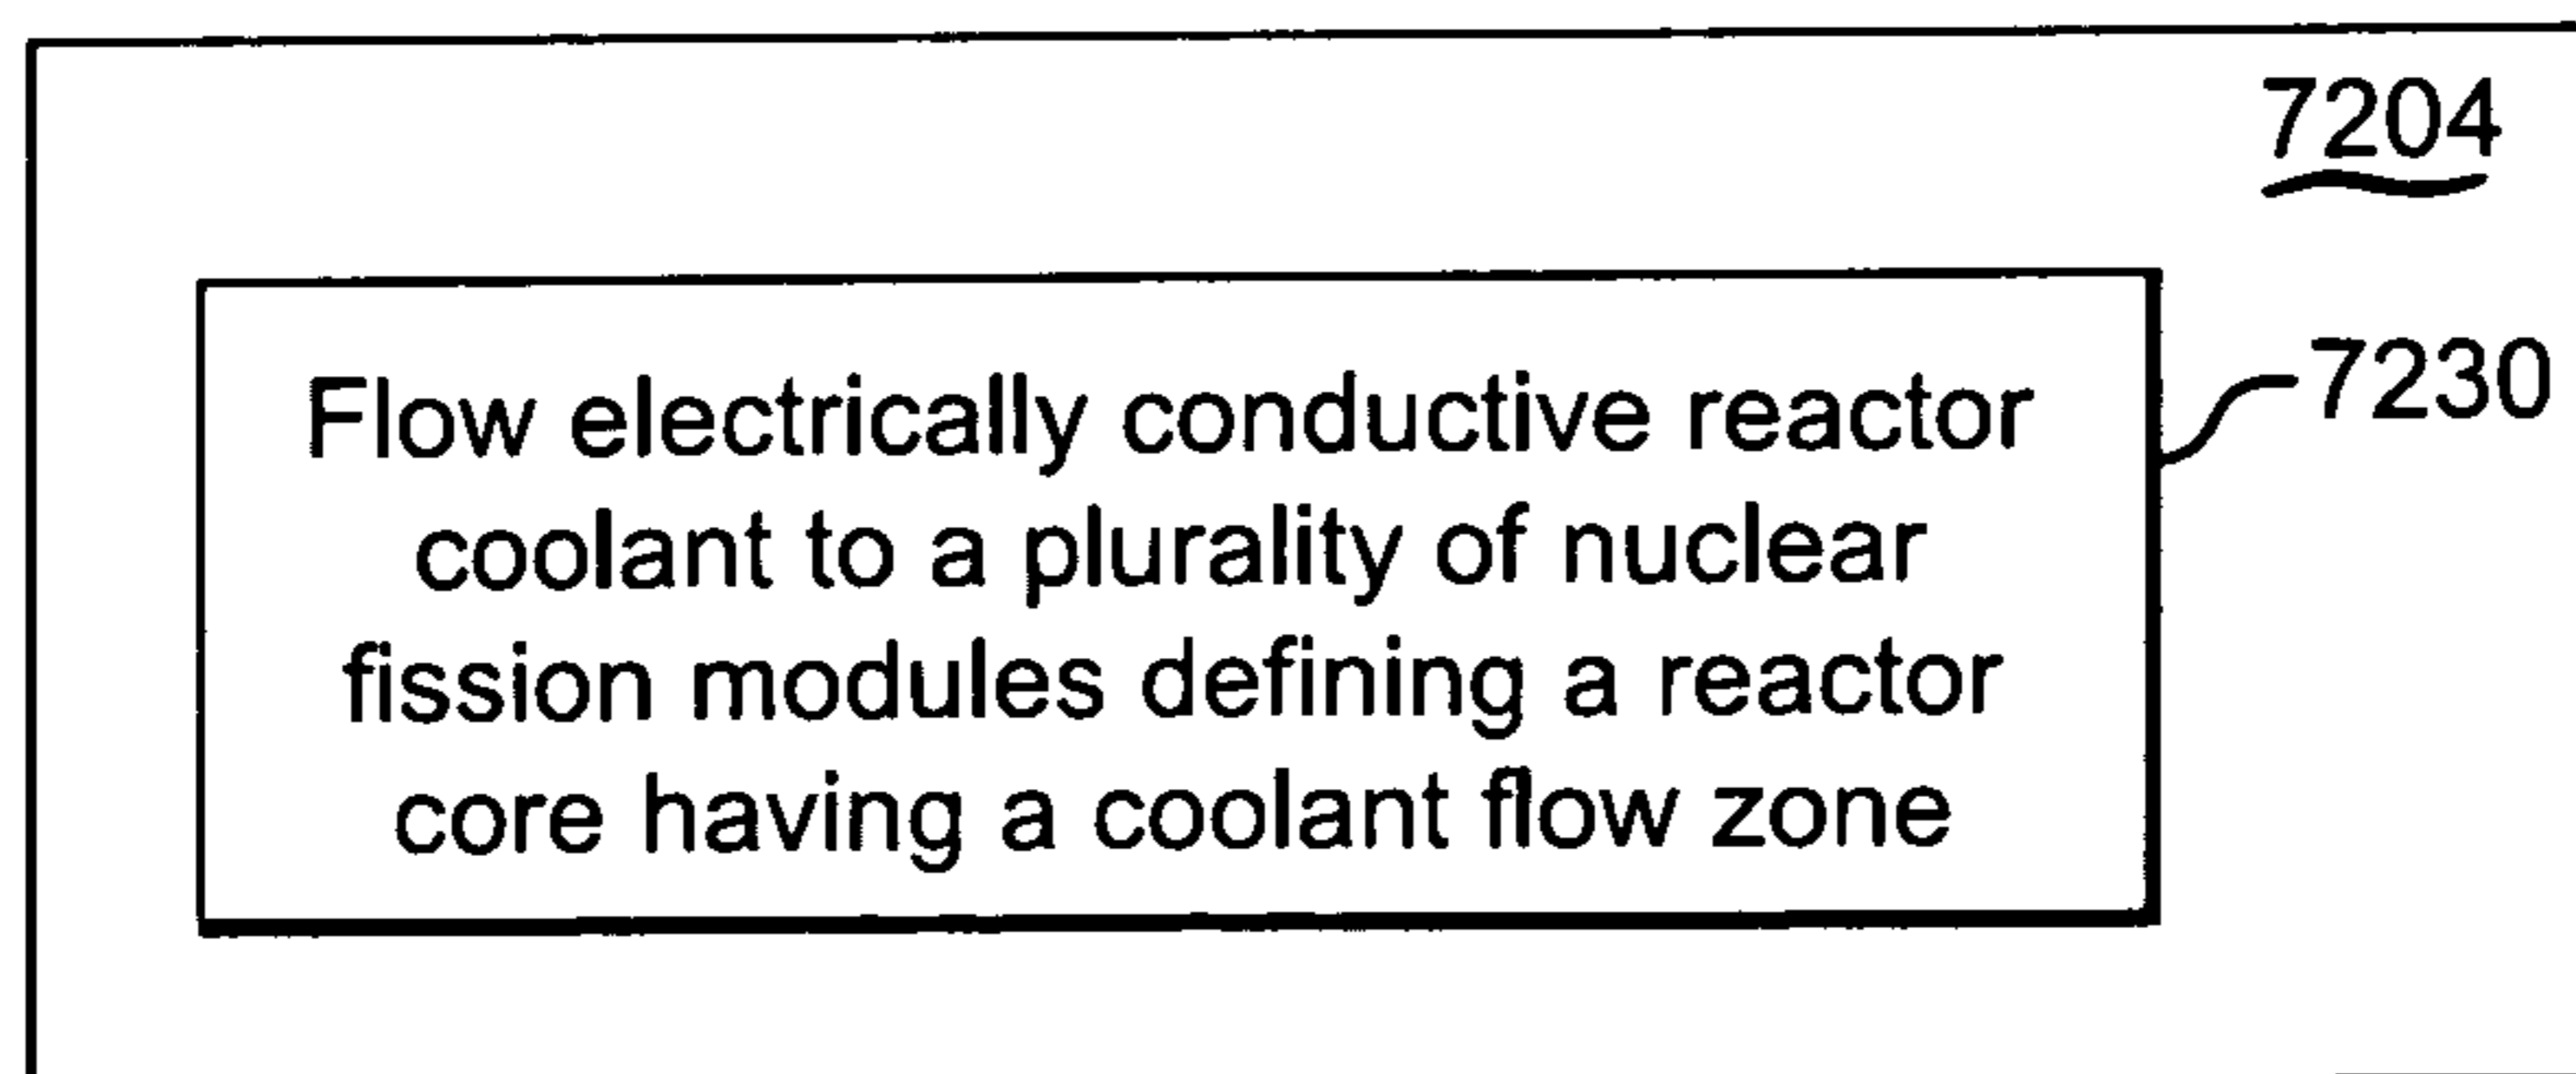 7204
Flow electrically conductive reactor
7230
coolant to a plurality of nuclear
fission modules defining a reactor
core having a coolant flow zone